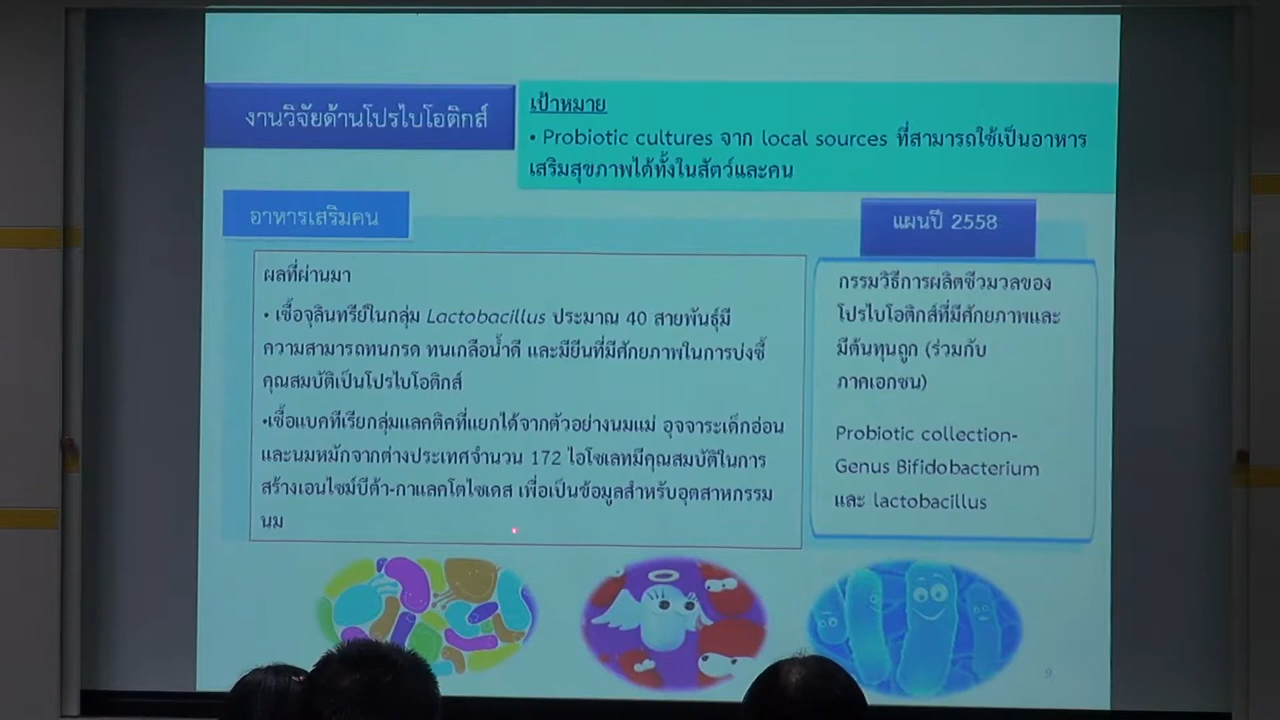 งานวิจัยด้านโปรไบโอติกส์
เป้าหมาย
• Probiotic cultures จาก local sources ที่สามารถใช้เป็นอาหาร
เสริมสุขภาพได้ทั้งในสัตว์และคน
อาหารเสริมคน
ผลที่ผ่านมา
• เชื้อจุลินทรีย์ในกลุ่ม Lactobacillus ประมาณ 40 สายพันธุ์มี
ความสามารถทนกรด ทนเกลือน้ำดี และมียีนที่มีศักยภาพในการบ่งชี้
คุณสมบัติเป็นโปรไบโอติกส์
•เชื้อแบคทีเรียกลุ่มแลคติคที่แยกได้จากตัวอย่างนมแม่ อุจจาระเด็กอ่อน
และนมหมักจากต่างประเทศจำนวน 172 ไอโซเลทมีคุณสมบัติในการ
สร้างเอนไซม์บีต้า-กาแลคโตไซเดส เพื่อเป็นข้อมูลสำหรับอุตสาหกรรม
นม
แผนปี 2558
กรรมวิธีการผลิตชีวมวลของ
โปรไบโอติกส์ที่มีศักยภาพและ
มีต้นทุนถูก (ร่วมกับ
ภาคเอกชน)
Probiotic collection-
Genus Bifidobacterium
และ lactobacillus
9